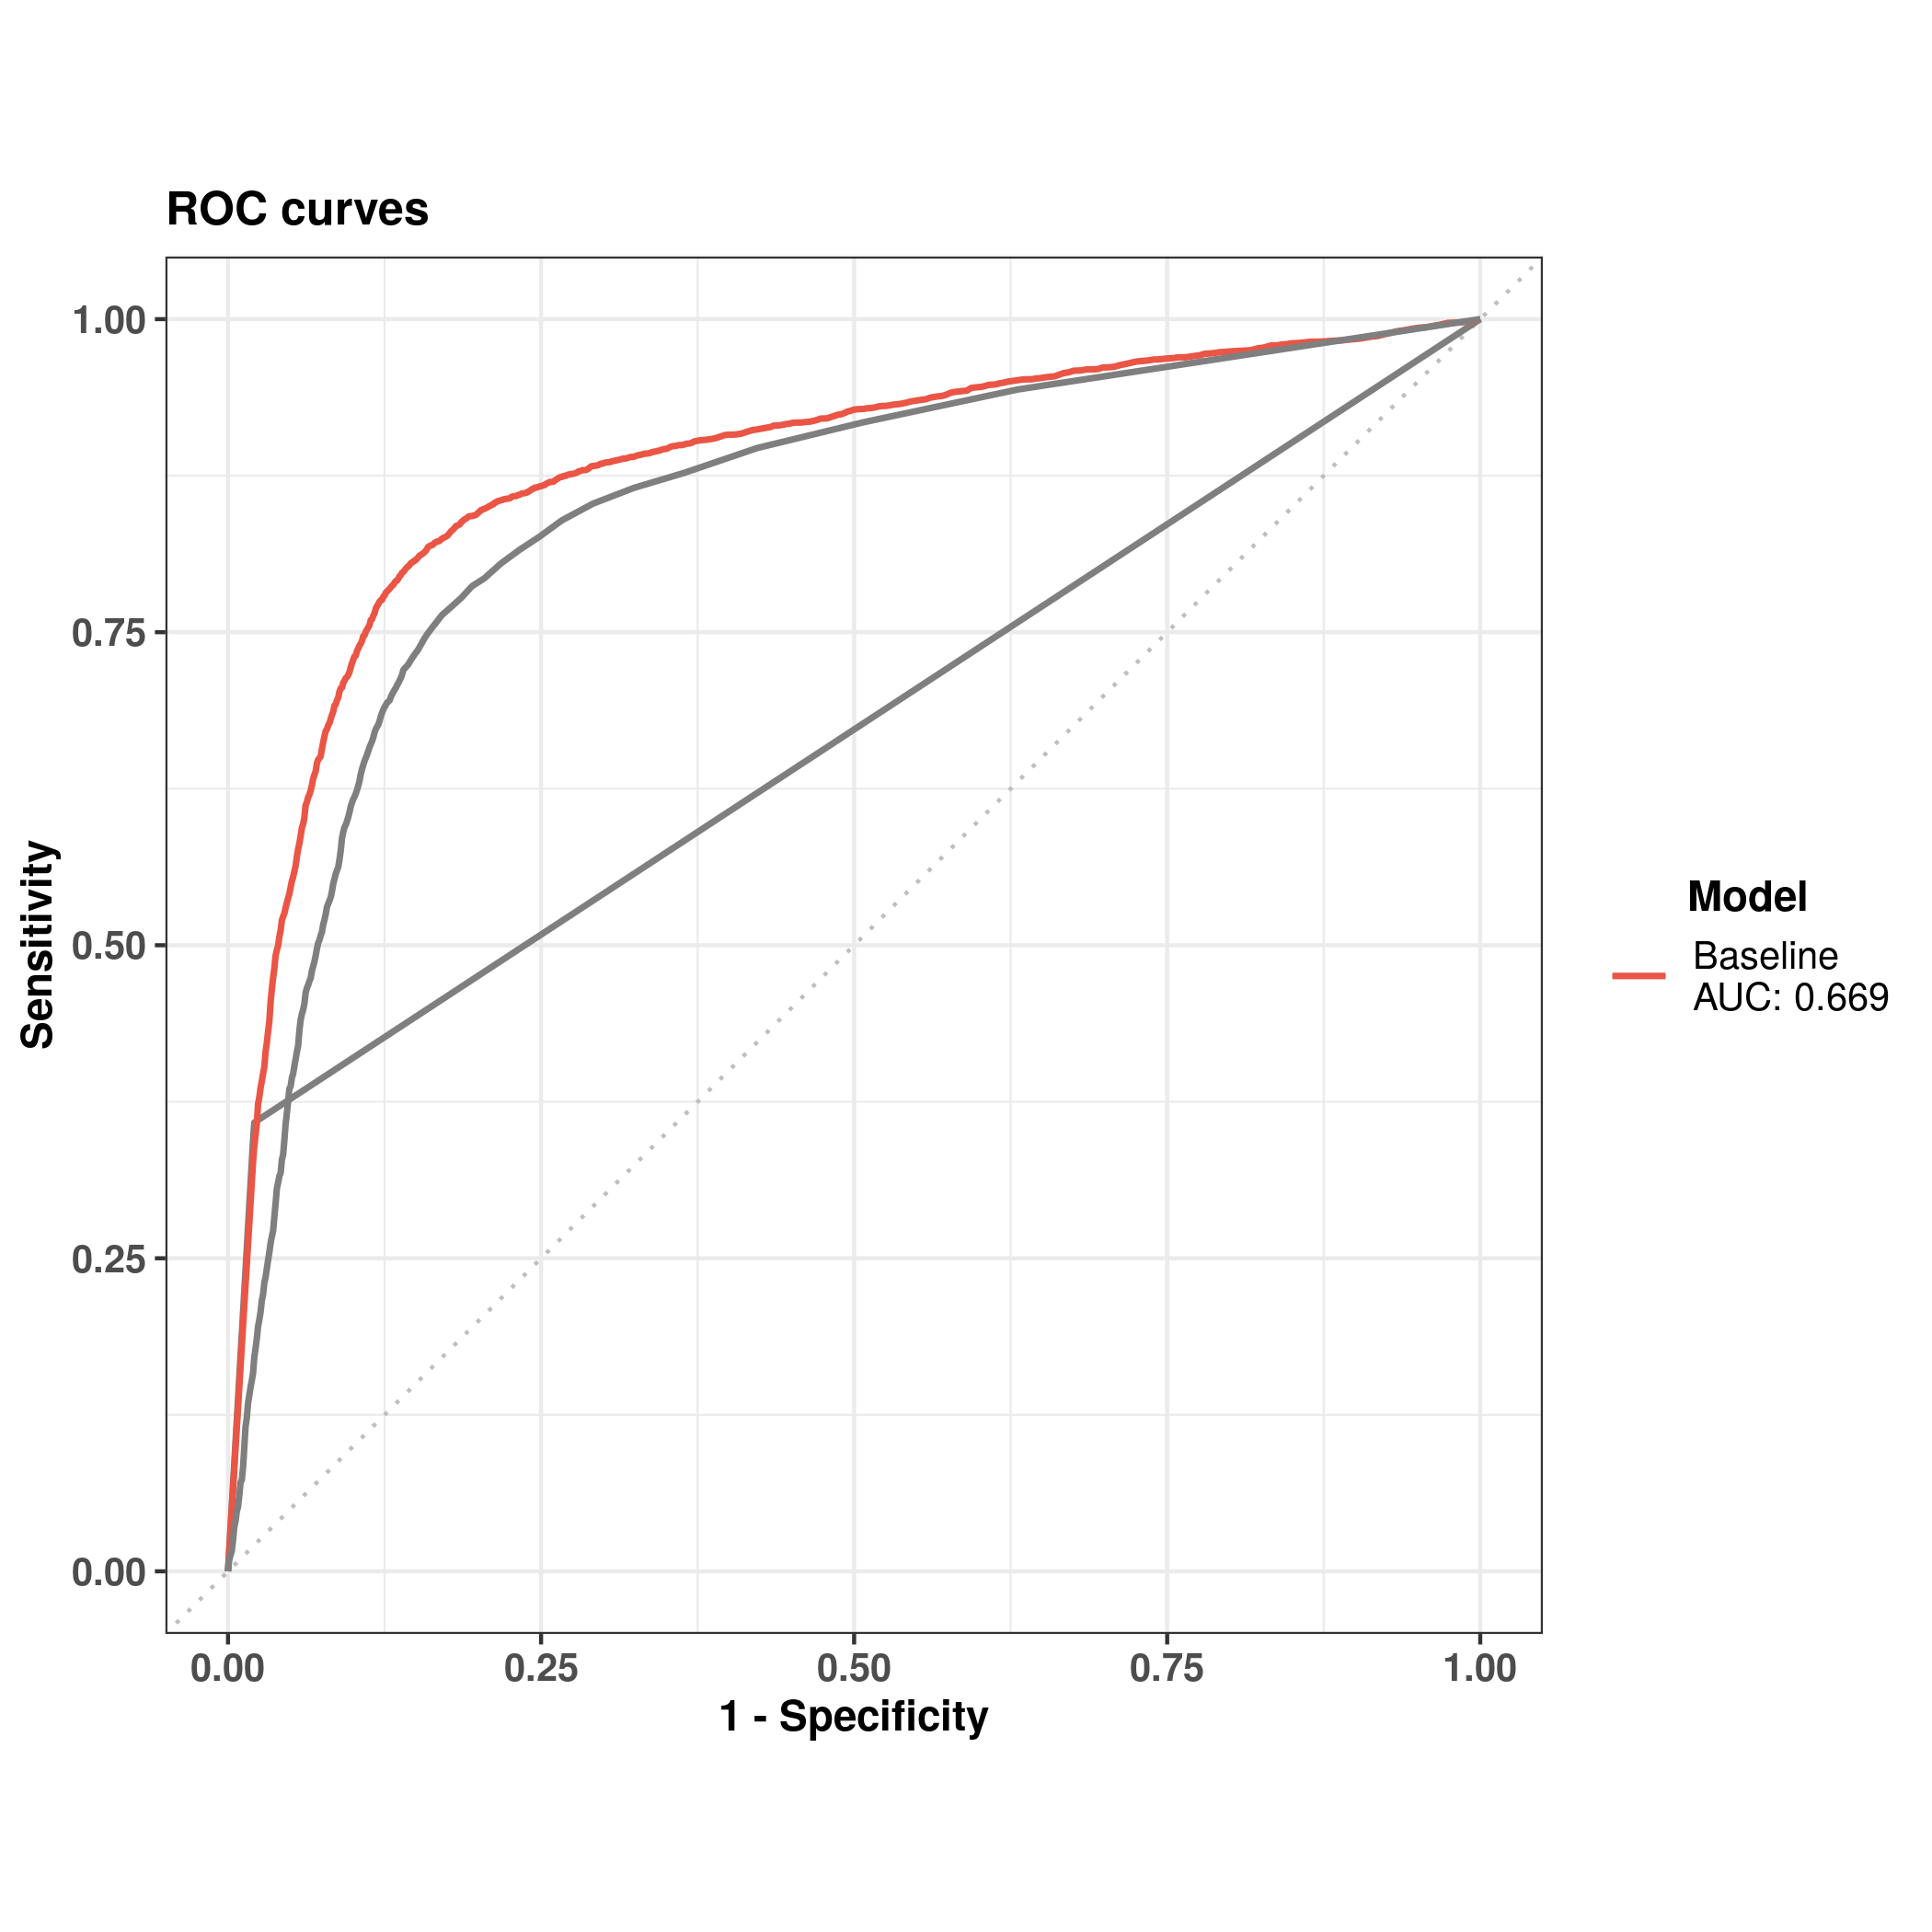 ROC curves
1.00
0.75
0.50
0.25
0.00
Sensitivity
0.00 0.25 0.50 0.75 1.00
1 - Specificity
Model
Baseline
AUC: 0.669